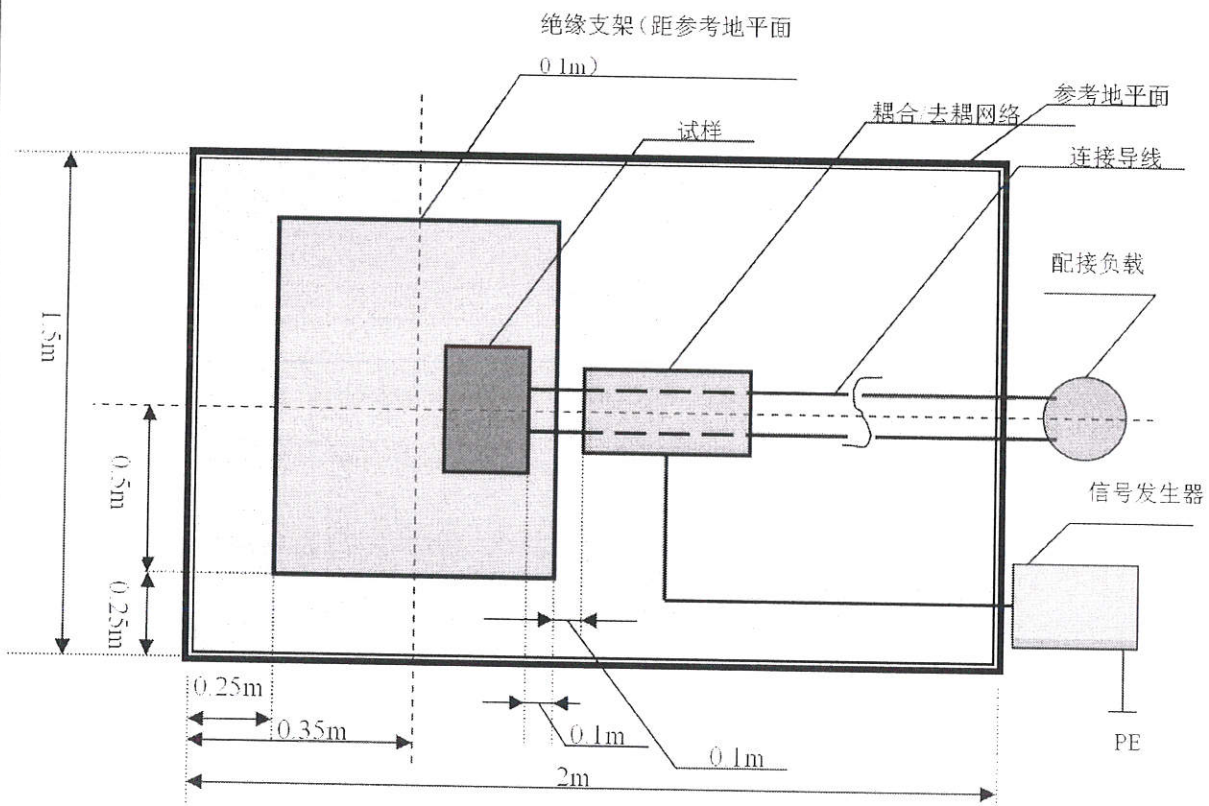 绝缘支架（距参考地平面
0.1m）
参考地平面
耦合/去耦网络
试样
连接导线
配接负载
1.5m
0.5m
信号发生器
0.25m
0.25m
0.35m
0.1m
0.1m
PE
2m